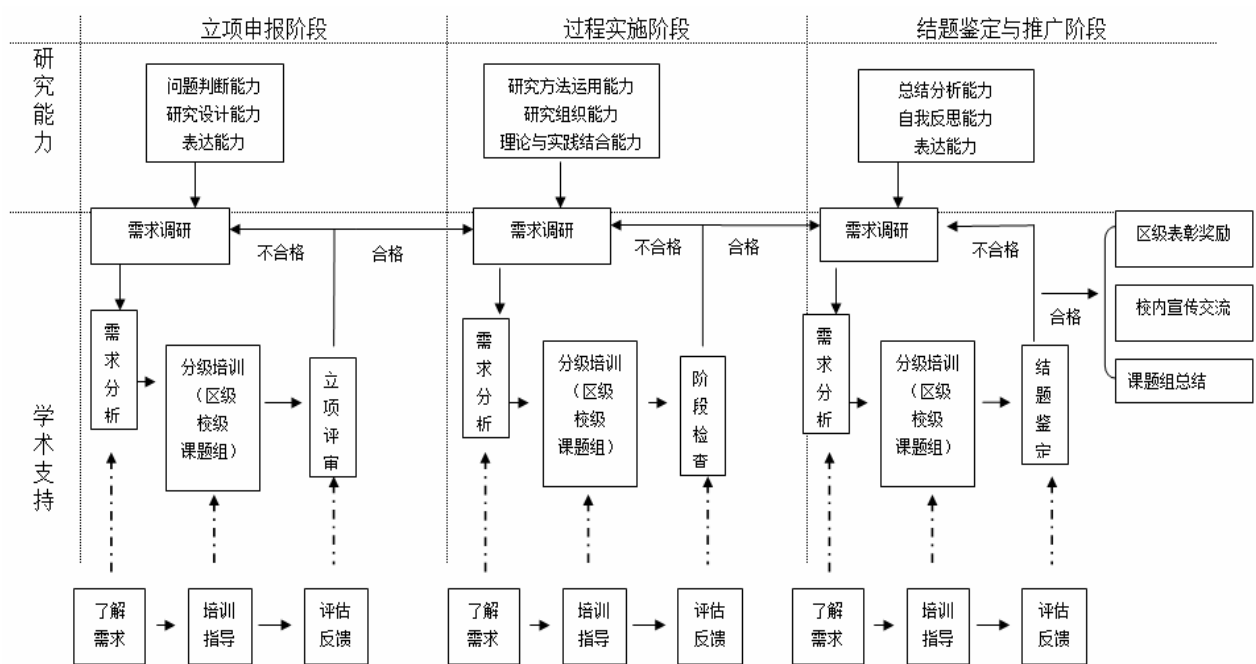 立项申报阶段
过程实施阶段
结题鉴定与推广阶段
研究能力
问题判断能力
研究设计能力
表达能力
研究方法运用能力
研究组织能力
理论与实践结合能力
总结分析能力
自我反思能力
表达能力
学术支持
需求调研
不合格
合格
需求分析
分级培训
（区级
校级
课题组）
立项评审
需求调研
不合格
合格
需求分析
分级培训
（区级
校级
课题组）
阶段检查
需求调研
不合格
合格
需求分析
分级培训
（区级
校级
课题组）
结题鉴定
区级表彰奖励
校内宣传交流
课题组总结
了解
需求
培训
指导
评估
反馈
了解
需求
培训
指导
评估
反馈
了解
需求
培训
指导
评估
反馈